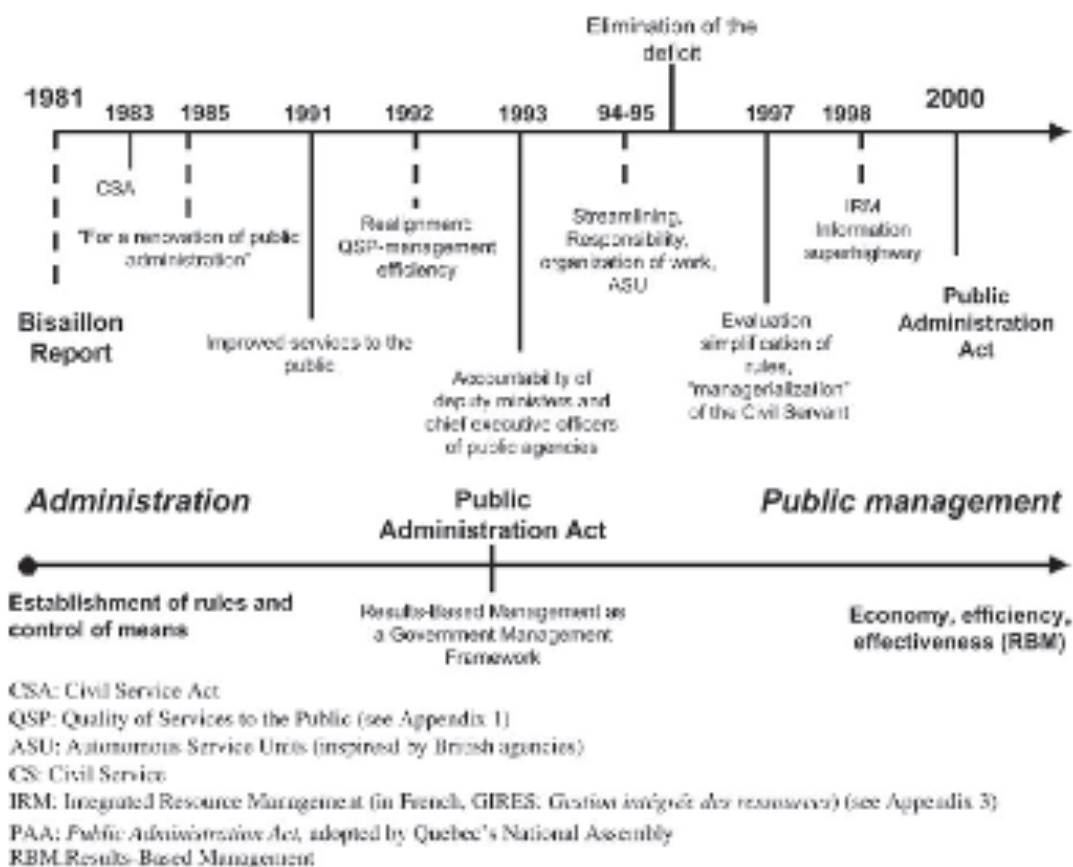 Elimination of the
deficit
1981
1983
1985
1991
1992
1993
94-95
1997
1998
2000
CSA
"For a renovation of public
administration"
Bisaillon
Report
Improved services to the
public
Realignment
QSP-management
efficiency
Accountability of
deputy ministers and
chief executive officers
of public agencies
Streamlining,
Responsibility,
organization of work,
ASU
Evaluation
simplification of
rules,
"managerialization"
of the Civil Servant
IRM
Information
superhighway
Public
Administration
Act
Administration
Public
Administration Act
Public management
Establishment of rules and
control of means
Results-Based Management as
a Government Management
Framework
Economy, efficiency,
effectiveness (RBM)
CSA: Civil Service Act
QSP: Quality of Services to the Public (see Appendix 1)
ASU: Autonomous Service Units (inspired by British agencies)
CS: Civil Service
IRM: Integrated Resource Management (in French, GIRES: Gestion intégrée des ressources) (see Appendix 3)
PAA: Public Administration Act, adopted by Quebec's National Assembly
RBM:Results-Based Management